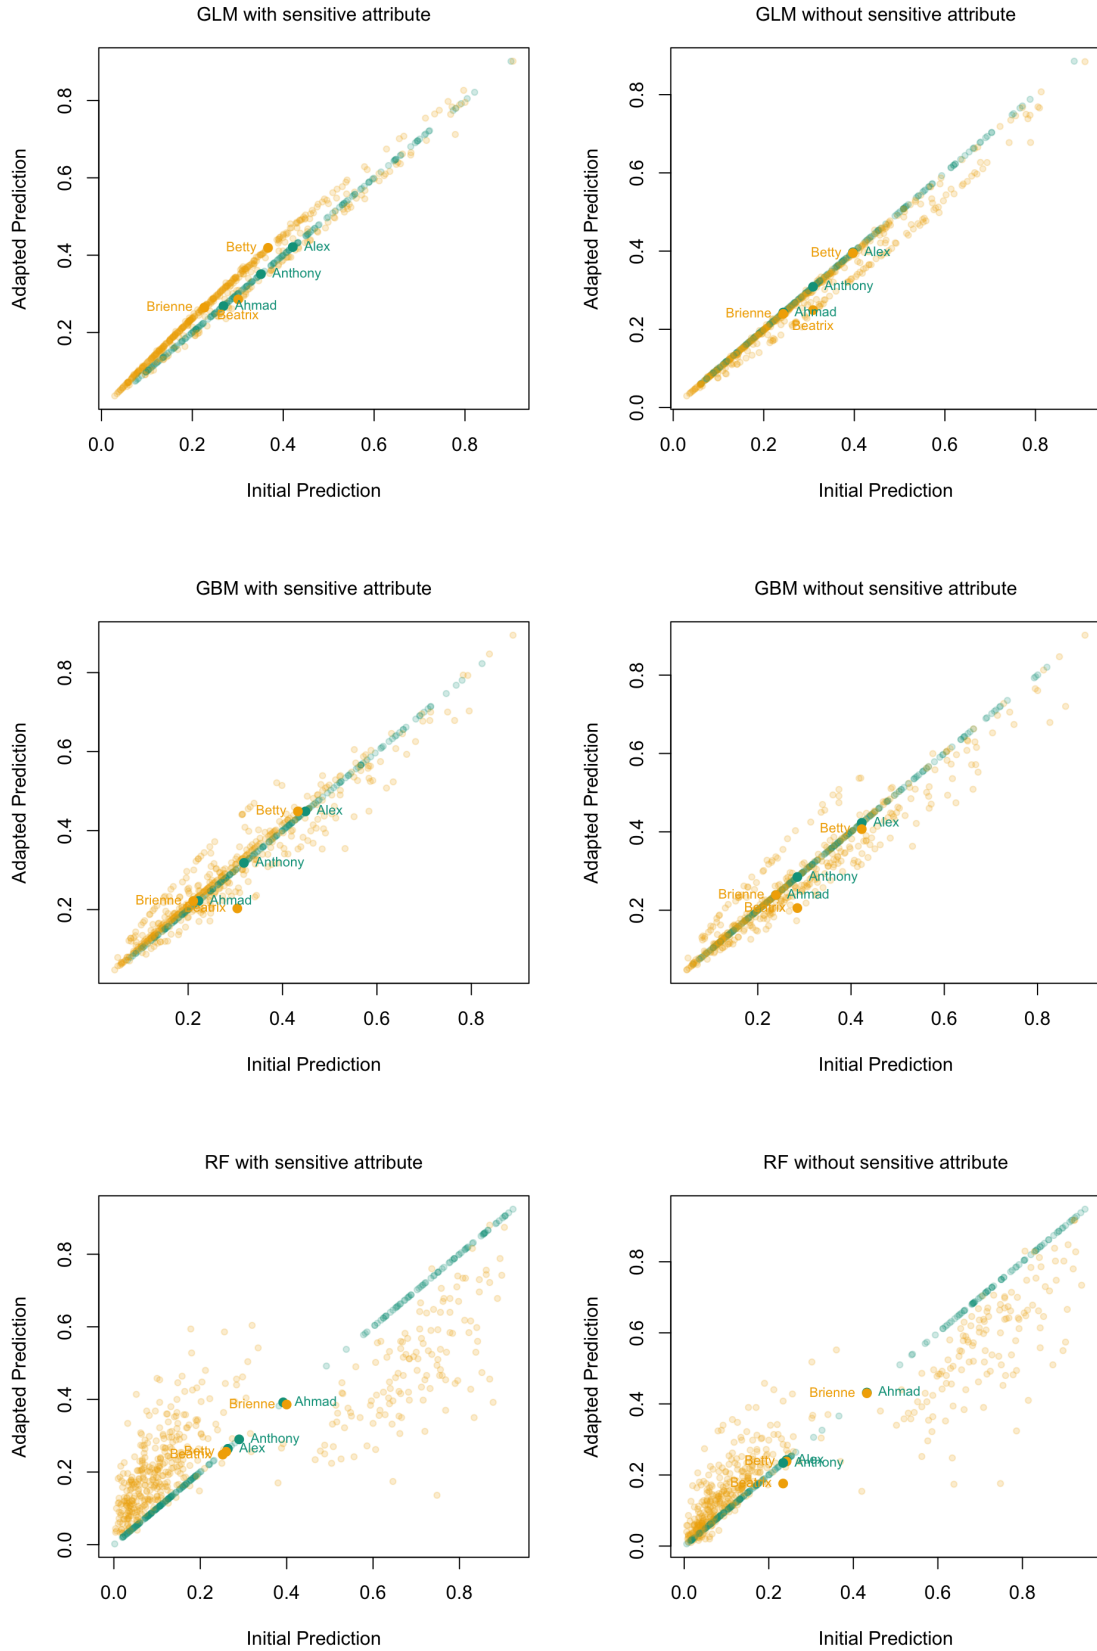 GLM with sensitive attribute
Adapted Prediction
0.2 0.4 0.6 0.8
Betty
Alex
Anthony
Brienne
Ahmad
Beatrix
0.0 0.2 0.4 0.6 0.8
Initial Prediction
GLM without sensitive attribute
Adapted Prediction
0.0 0.2 0.4 0.6 0.8
Betty
Alex
Anthony
Brienne
Ahmad
Beatrix
0.0 0.2 0.4 0.6 0.8
Initial Prediction
GBM with sensitive attribute
Adapted Prediction
0.2 0.4 0.6 0.8
Betty
Alex
Anthony
Brienne
Ahmad
Beatrix
0.2 0.4 0.6 0.8
Initial Prediction
GBM without sensitive attribute
Adapted Prediction
0.2 0.4 0.6 0.8
Betty
Alex
Anthony
Brienne
Ahmad
Beatrix
0.2 0.4 0.6 0.8
Initial Prediction
RF with sensitive attribute
Adapted Prediction
0.0 0.2 0.4 0.6 0.8
Brienne
Ahmad
Anthony
Betty
Alex
Beatrix
0.0 0.2 0.4 0.6 0.8
Initial Prediction
RF without sensitive attribute
Adapted Prediction
0.0 0.2 0.4 0.6 0.8
Brienne
Ahmad
Betty
Alex
Anthony
Beatrix
0.0 0.2 0.4 0.6 0.8
Initial Prediction